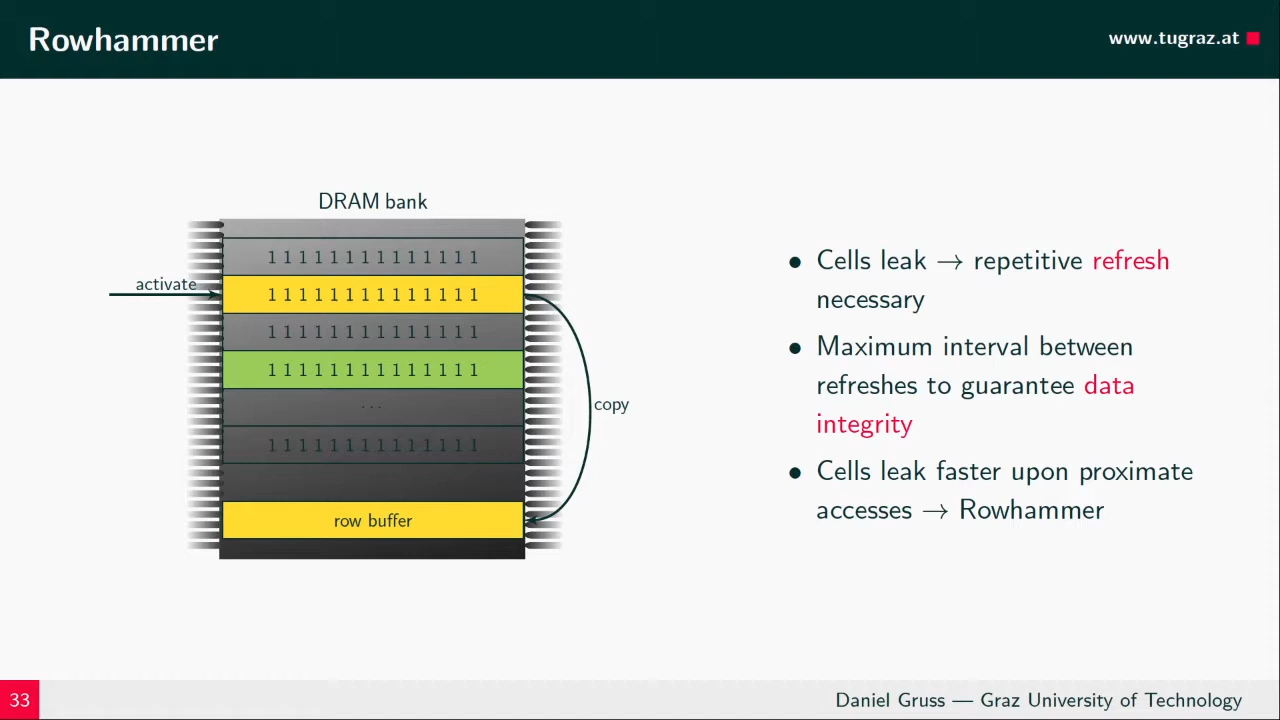 Rowhammer
www.tugraz.at
DRAM bank
1 1 1 1 1 1 1 1 1 1 1 1 1 1
activate
1 1 1 1 1 1 1 1 1 1 1 1 1 1
1 1 1 1 1 1 1 1 1 1 1 1 1 1
1 1 1 1 1 1 1 1 1 1 1 1 1 1
...
copy
1 1 1 1 1 1 1 1 1 1 1 1 1 1
row buffer
• Cells leak → repetitive refresh
necessary
• Maximum interval between
refreshes to guarantee data
integrity
• Cells leak faster upon proximate
accesses → Rowhammer
33
Daniel Gruss — Graz University of Technology